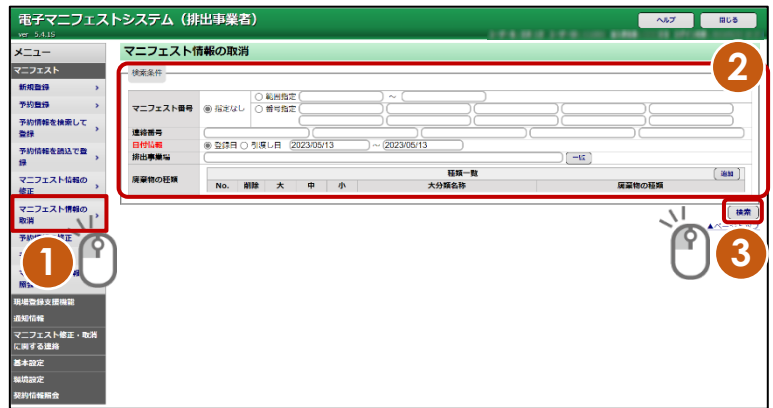 電子マニフェストシステム（排出事業者）
ver 5.4.15
ヘルプ
閉じる
メニュー
マニフェスト
新規登録
予約登録
予約情報を検索して
登録
予約情報を読込で登
録
マニフェスト情報の
修正
マニフェスト情報の
取消
1
現場登録支援機能
通知情報
マニフェスト修正・取消
に関する連絡
基本設定
環境設定
契約情報照会
マニフェスト情報の取消
2
検索条件
マニフェスト番号 指定なし 範囲指定 ～
番号指定
連絡番号
日付情報 登録日 引渡し日 2023/05/13 ～ 2023/05/13
排出事業場 一覧
廃棄物の種類 種類一覧 追加
No. 削除 大 中 小 大分類名称 廃棄物の種類
検索
3